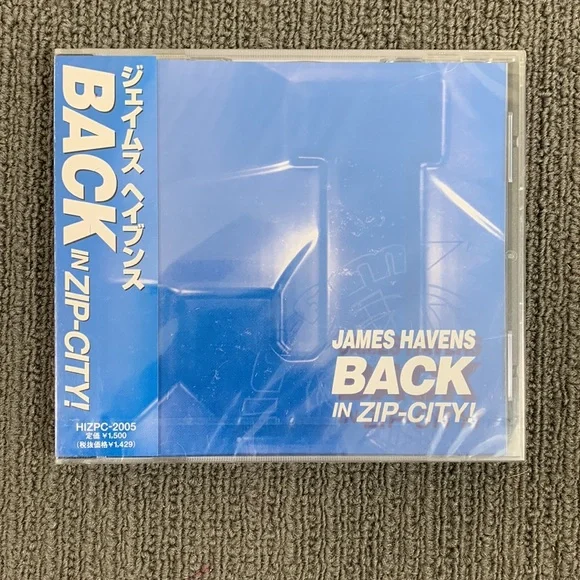 ジェイムス ヘイブンス
BACK IN ZIP-CITY!
HIZPC-2005
定価 ¥1,500
(税抜価格¥1,429)
JAMES HAVENS
BACK
IN ZIP-CITY!